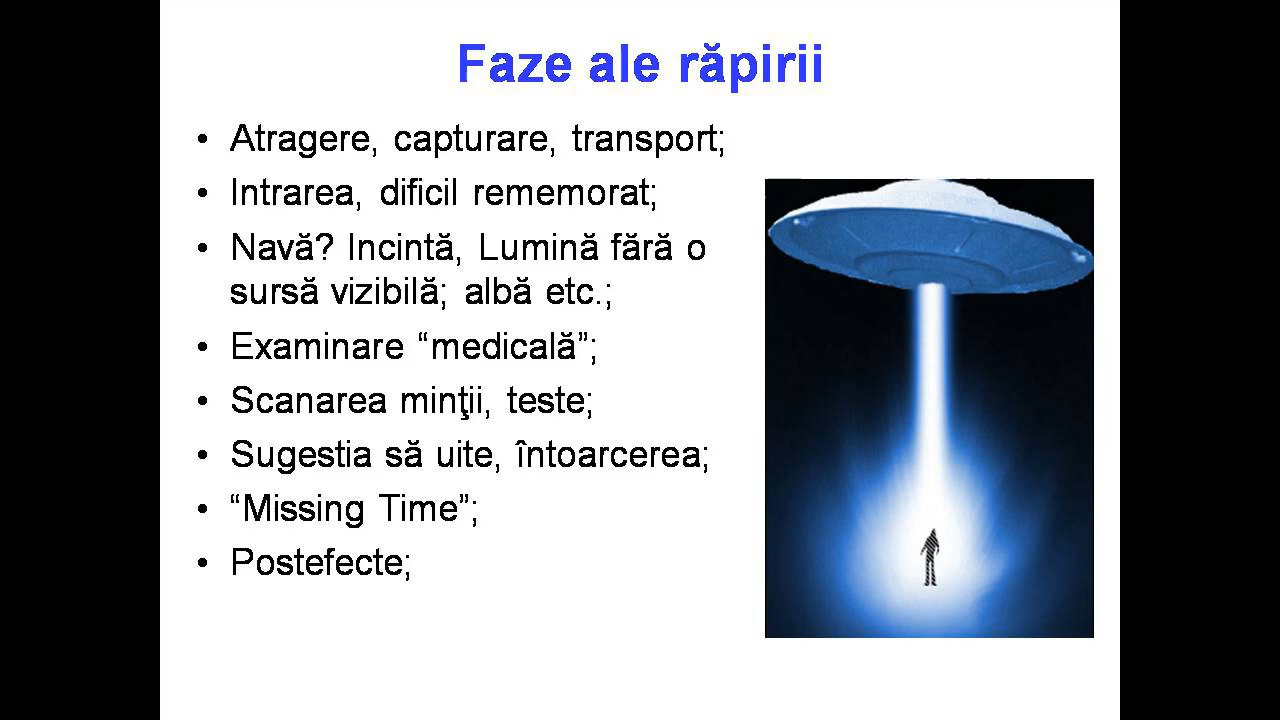 Faze ale răpirii
• Atragere, capturare, transport;
• Intrarea, dificil rememorat;
• Navă? Incintă, Lumină fără o
sursă vizibilă; albă etc.;
• Examinare “medicală”;
• Scanarea minţii, teste;
• Sugestia să uite, întoarcerea;
• “Missing Time”;
• Postefecte;